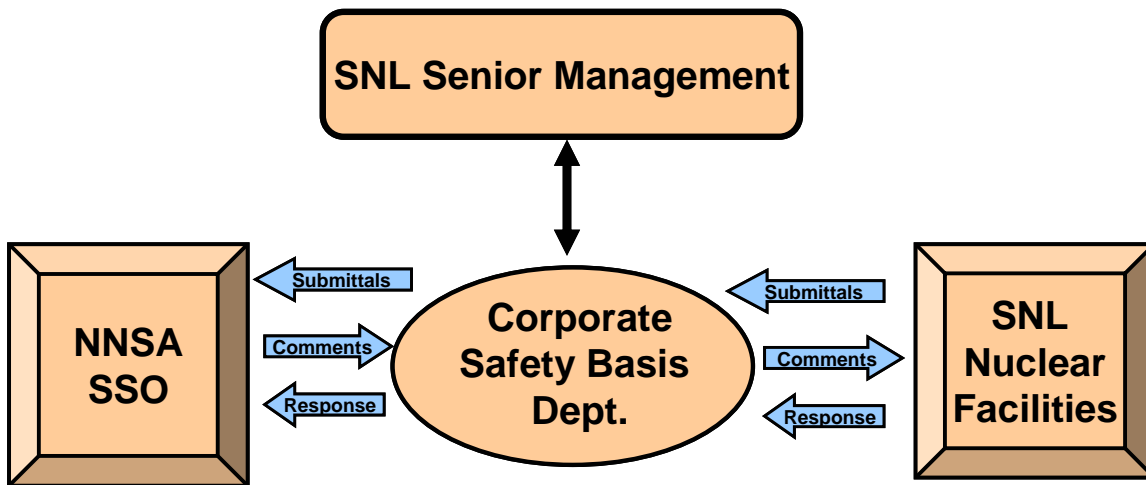 SNL Senior Management
NNSA
SSO
Submittals
Comments
Response
Corporate
Safety Basis
Dept.
Submittals
Comments
Response
SNL
Nuclear
Facilities